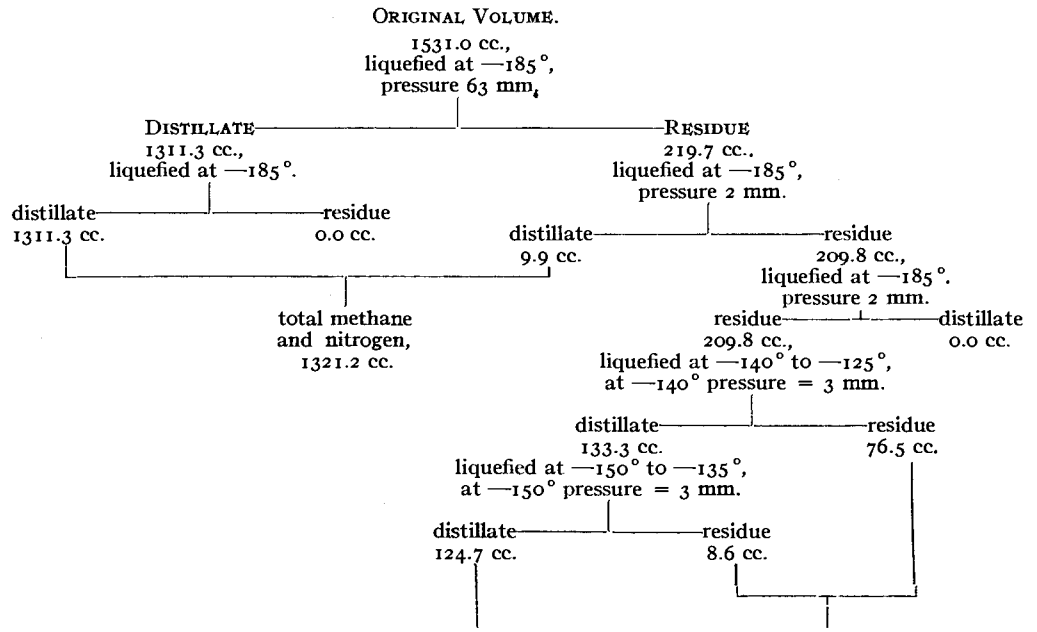 ORIGINAL VOLUME.
1531.0 cc.,
liquefied at —185°,
pressure 63 mm.
DISTILLATE
1311.3 cc.,
liquefied at —185°.
RESIDUE
219.7 cc.,
liquefied at —185°,
pressure 2 mm.
distillate
1311.3 cc.
residue
0.0 cc.
distillate
9.9 cc.
residue
209.8 cc.,
liquefied at —185°.
pressure 2 mm.
total methane
and nitrogen,
1321.2 cc.
residue
209.8 cc.,
distillate
0.0 cc.
liquefied at —140° to —125°,
at —140° pressure = 3 mm.
distillate
133.3 cc.
residue
76.5 cc.
liquefied at —150° to —135°,
at —150° pressure = 3 mm.
distillate
124.7 cc.
residue
8.6 cc.